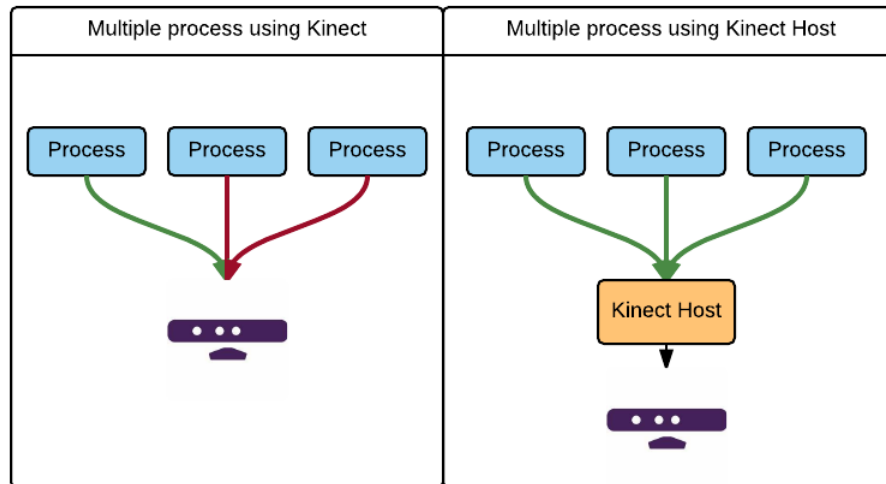 Multiple process using Kinect
Multiple process using Kinect Host
Process
Process
Process
Process
Process
Process
Kinect Host